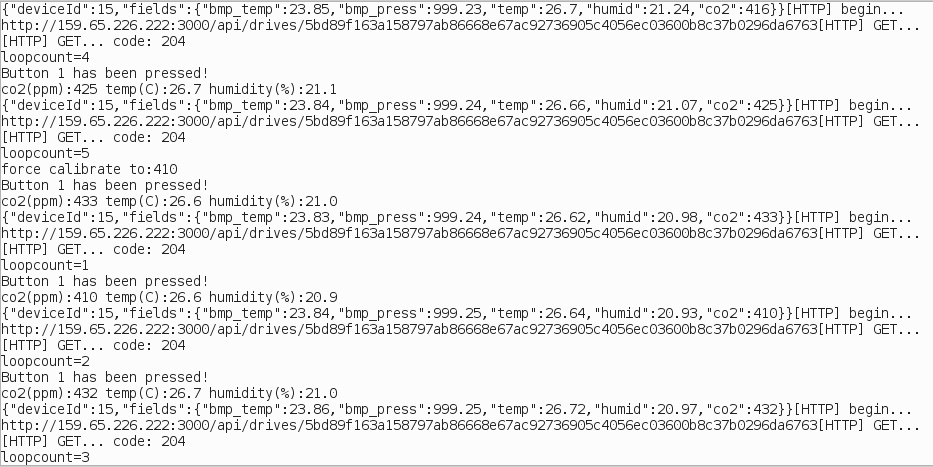 {"deviceId":15,"fields":{"bmp_temp":23.85,"bmp_press":999.23,"temp":26.7,"humid":21.24,"co2":416}}[HTTP] begin...
http://159.65.226.222:3000/api/drives/5bd89f163a158797ab86668e67ac92736905c4056ec03600b8c37b0296da6763[HTTP] GET...
[HTTP] GET... code: 204
loopcount=4
Button 1 has been pressed!
co2(ppm):425 temp(C):26.7 humidity(%):21.1
{"deviceId":15,"fields":{"bmp_temp":23.84,"bmp_press":999.24,"temp":26.66,"humid":21.07,"co2":425}}[HTTP] begin...
http://159.65.226.222:3000/api/drives/5bd89f163a158797ab86668e67ac92736905c4056ec03600b8c37b0296da6763[HTTP] GET...
[HTTP] GET... code: 204
loopcount=5
force calibrate to:410
Button 1 has been pressed!
co2(ppm):433 temp(C):26.6 humidity(%):21.0
{"deviceId":15,"fields":{"bmp_temp":23.83,"bmp_press":999.24,"temp":26.62,"humid":20.98,"co2":433}}[HTTP] begin...
http://159.65.226.222:3000/api/drives/5bd89f163a158797ab86668e67ac92736905c4056ec03600b8c37b0296da6763[HTTP] GET...
[HTTP] GET... code: 204
loopcount=1
Button 1 has been pressed!
co2(ppm):410 temp(C):26.6 humidity(%):20.9
{"deviceId":15,"fields":{"bmp_temp":23.84,"bmp_press":999.25,"temp":26.64,"humid":20.93,"co2":410}}[HTTP] begin...
http://159.65.226.222:3000/api/drives/5bd89f163a158797ab86668e67ac92736905c4056ec03600b8c37b0296da6763[HTTP] GET...
[HTTP] GET... code: 204
loopcount=2
Button 1 has been pressed!
co2(ppm):432 temp(C):26.7 humidity(%):21.0
{"deviceId":15,"fields":{"bmp_temp":23.86,"bmp_press":999.25,"temp":26.72,"humid":20.97,"co2":432}}[HTTP] begin...
http://159.65.226.222:3000/api/drives/5bd89f163a158797ab86668e67ac92736905c4056ec03600b8c37b0296da6763[HTTP] GET...
[HTTP] GET... code: 204
loopcount=3